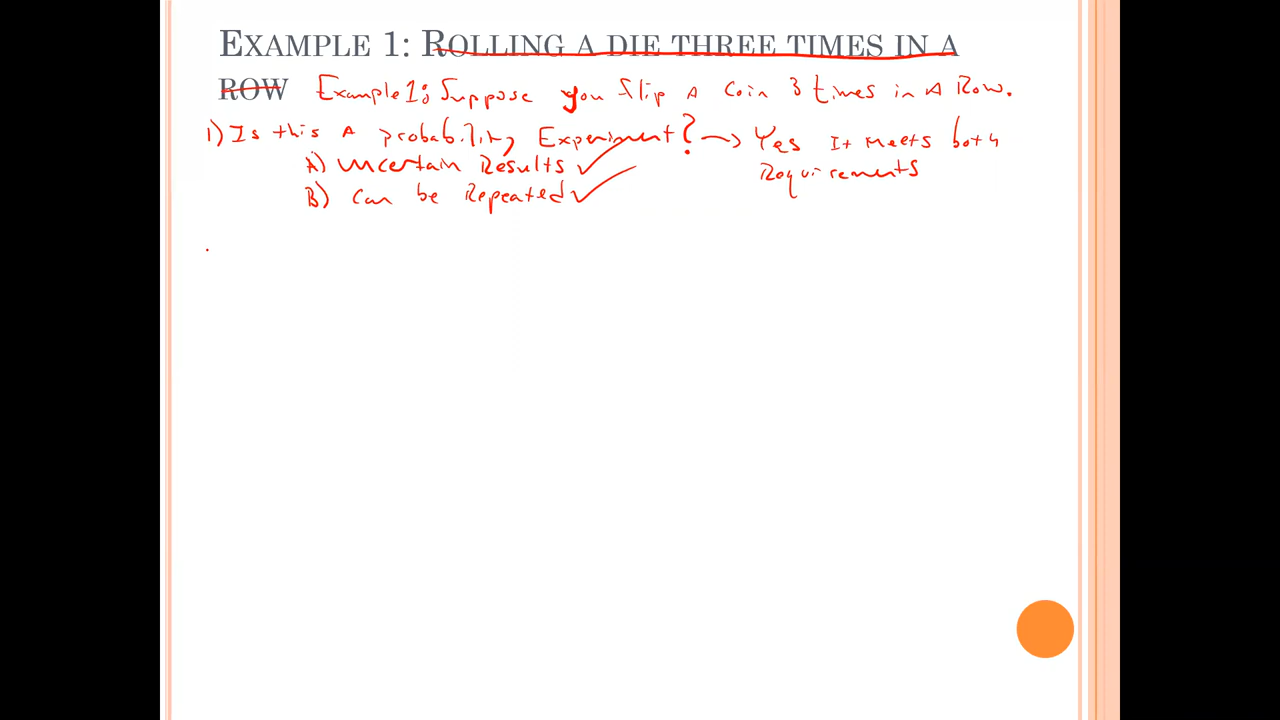 EXAMPLE 1: ROLLING A DIE THREE TIMES IN A
ROW Example 1: Suppose you flip A Coin 3 times in A Row.
1) Is this A probability Experiment? → Yes It Meets both
A) uncertain Results ✓
Requirements
B) Can be Repeated ✓